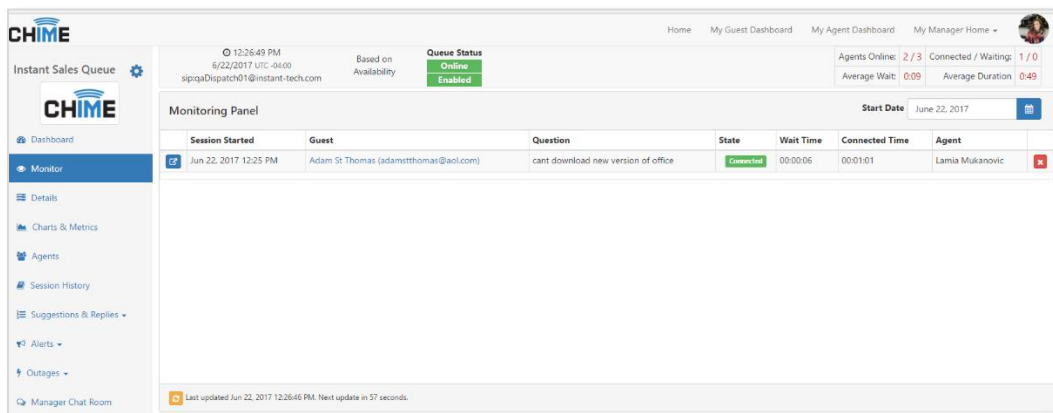 CHIME
Home My Guest Dashboard My Agent Dashboard My Manager Home
Instant Sales Queue
CHIME
12:26:49 PM
6/22/2017 UTC -04:00
sip:qaDispatch01@instant-tech.com
Based on
Availability
Queue Status
Online
Enabled
Agents Online: 2 / 3 Connected / Waiting: 1 / 0
Average Wait: 0:09 Average Duration 0:49
Dashboard
Monitor
Details
Charts & Metrics
Agents
Session History
Suggestions & Replies
Alerts
Outages
Manager Chat Room
Monitoring Panel
Start Date June 22, 2017
Session Started Guest Question State Wait Time Connected Time Agent
Jun 22, 2017 12:25 PM Adam St Thomas (adamstthomas@aol.com) cant download new version of office Connected 00:00:06 00:01:01 Lamia Mukanovic
Last updated Jun 22, 2017 12:26:46 PM. Next update in 57 seconds.